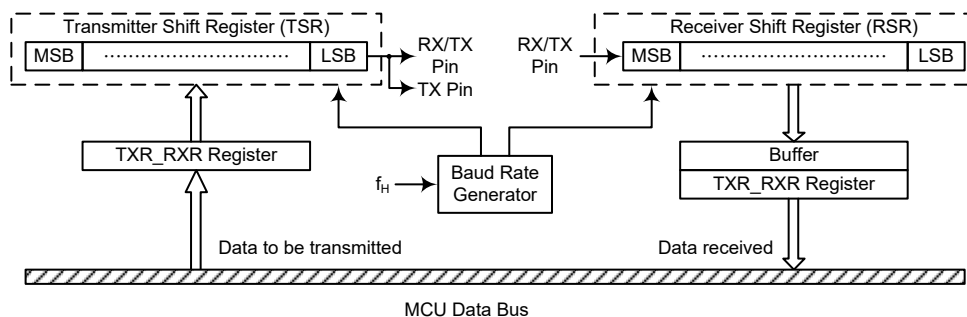 Transmitter Shift Register (TSR)
MSB ........................... LSB
RX/TX
Pin
TX Pin
Receiver Shift Register (RSR)
RX/TX
Pin
MSB ........................... LSB
TXR_RXR Register
fH
Baud Rate
Generator
Buffer
TXR_RXR Register
Data to be transmitted
Data received
MCU Data Bus